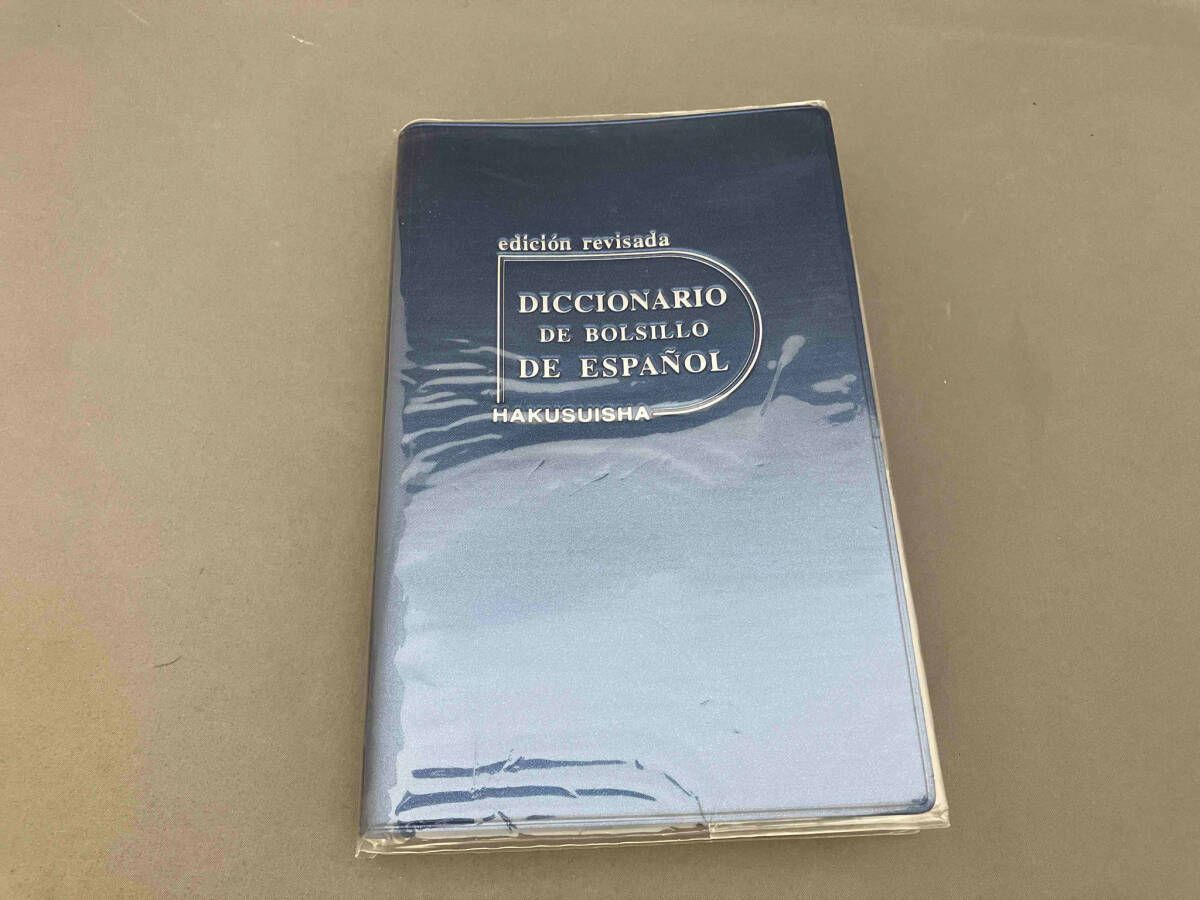 edición revisada
DICCIONARIO
DE BOLSILLO
DE ESPAÑOL
HAKUSUISHA